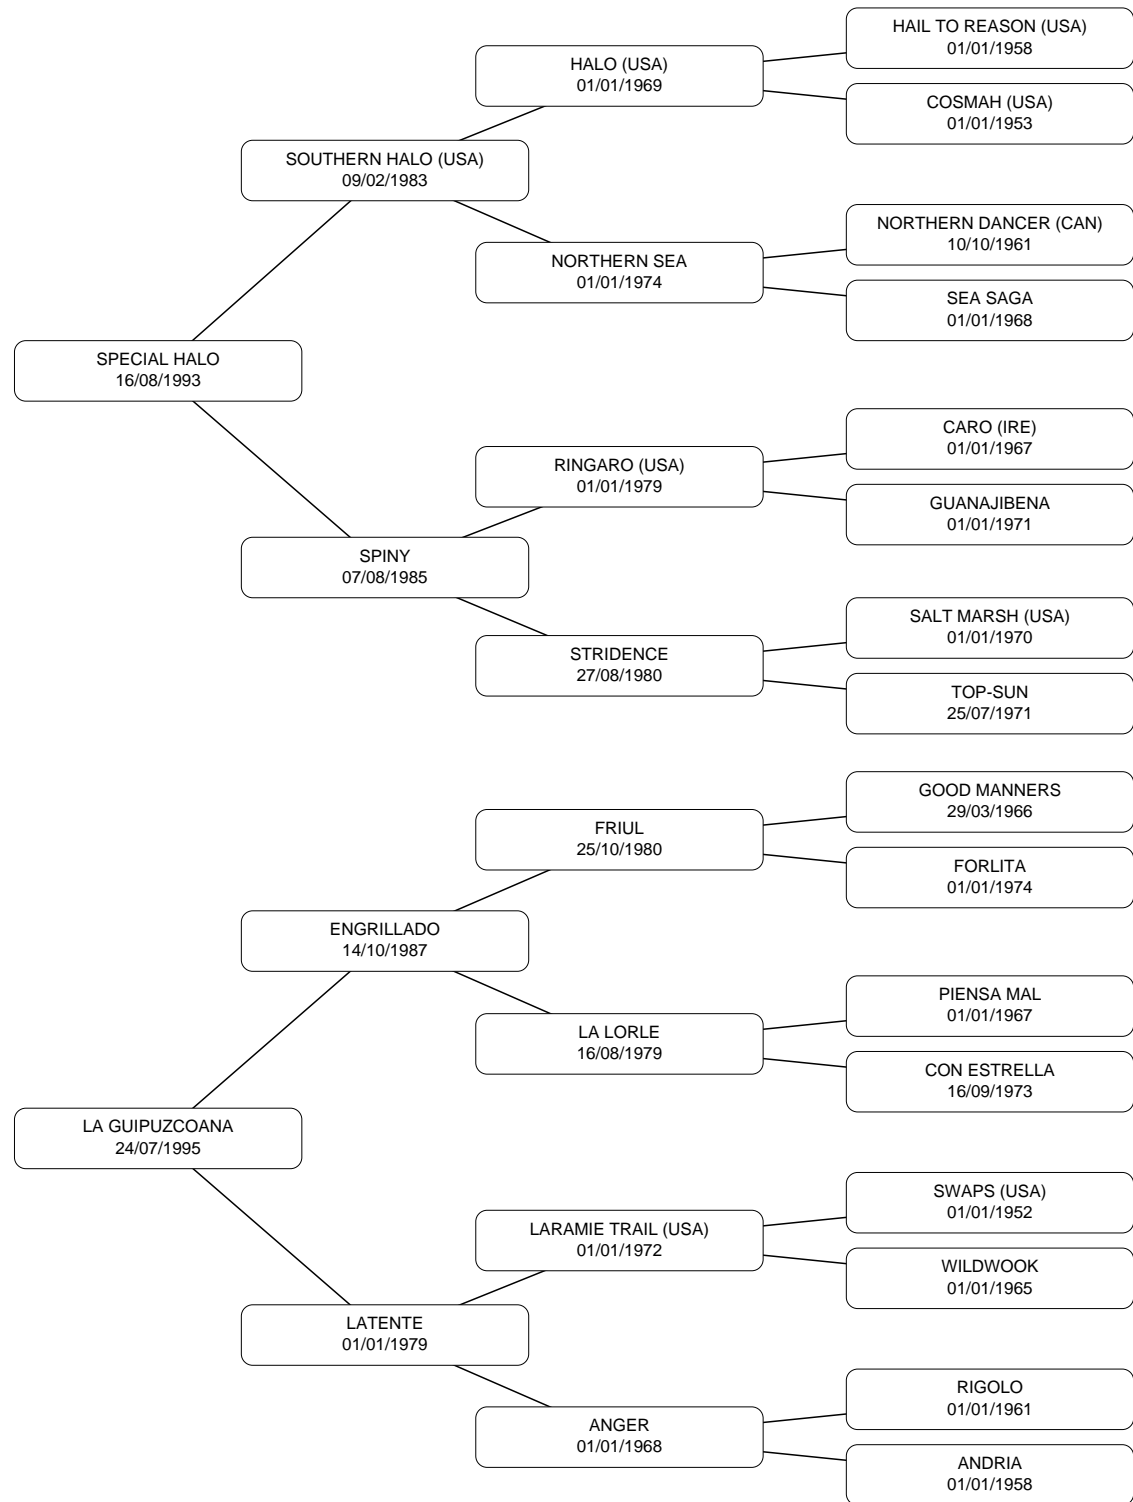 HAIL TO REASON (USA)
01/01/1958
HALO (USA)
01/01/1969
COSMAH (USA)
01/01/1953
SOUTHERN HALO (USA)
09/02/1983
NORTHERN DANCER (CAN)
10/10/1961
NORTHERN SEA
01/01/1974
SEA SAGA
01/01/1968
SPECIAL HALO
16/08/1993
CARO (IRE)
01/01/1967
RINGARO (USA)
01/01/1979
GUANAJIBENA
01/01/1971
SPINY
07/08/1985
SALT MARSH (USA)
01/01/1970
STRIDENCE
27/08/1980
TOP-SUN
25/07/1971
GOOD MANNERS
29/03/1966
FRIUL
25/10/1980
FORLITA
01/01/1974
ENGRILLADO
14/10/1987
PIENSA MAL
01/01/1967
LA LORLE
16/08/1979
CON ESTRELLA
16/09/1973
LA GUIPUZCOANA
24/07/1995
SWAPS (USA)
01/01/1952
LARAMIE TRAIL (USA)
01/01/1972
WILDWOOK
01/01/1965
LATENTE
01/01/1979
RIGOLO
01/01/1961
ANGER
01/01/1968
ANDRIA
01/01/1958